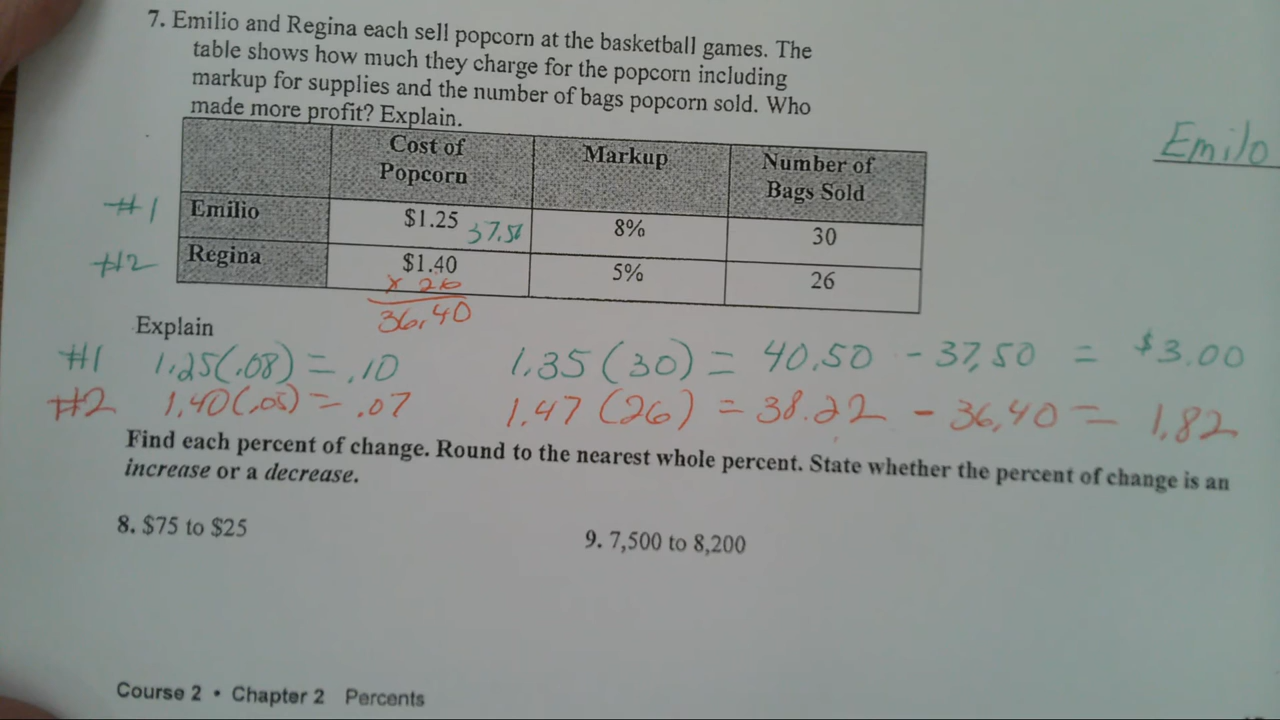 7. Emilio and Regina each sell popcorn at the basketball games. The
table shows how much they charge for the popcorn including
markup for supplies and the number of bags popcorn sold. Who
made more profit? Explain.
Emilo
Cost of Popcorn Markup Number of Bags Sold
#1 Emilio $1.25 37.50 8% 30
#2 Regina $1.40 5% 26
x 26
36,40
Explain
#1 1.25(.08) = .10 1.35 (30) = 40.50 - 37,50 = $3.00
#2 1.40(.05) = .07 1.47 (26) = 38.22 - 36,40 = 1.82
Find each percent of change. Round to the nearest whole percent. State whether the percent of change is an
increase or a decrease.
8. $75 to $25 9. 7,500 to 8,200
Course 2 • Chapter 2 Percents